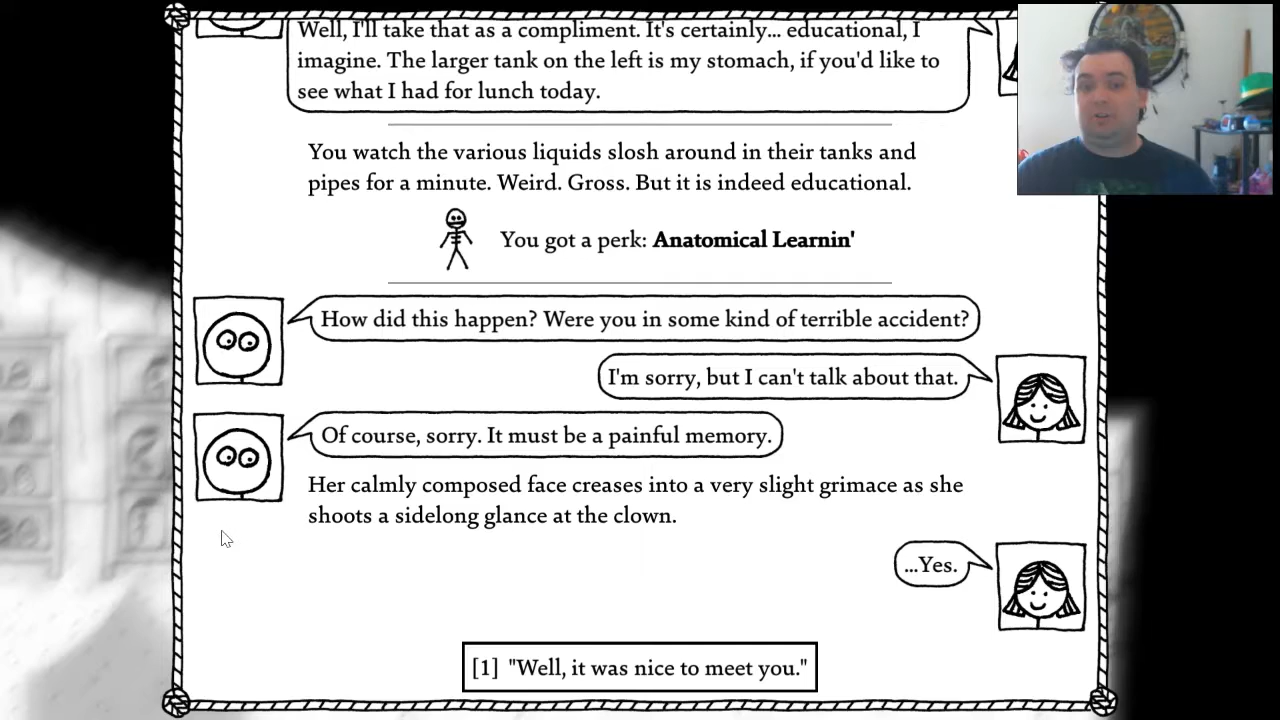 Well, I'll take that as a compliment. It's certainly... educational, I
imagine. The larger tank on the left is my stomach, if you'd like to
see what I had for lunch today.
You watch the various liquids slosh around in their tanks and
pipes for a minute. Weird. Gross. But it is indeed educational.
You got a perk: Anatomical Learnin'
How did this happen? Were you in some kind of terrible accident?
I'm sorry, but I can't talk about that.
Of course, sorry. It must be a painful memory.
Her calmly composed face creases into a very slight grimace as she
shoots a sidelong glance at the clown.
...Yes.
[1] "Well, it was nice to meet you."